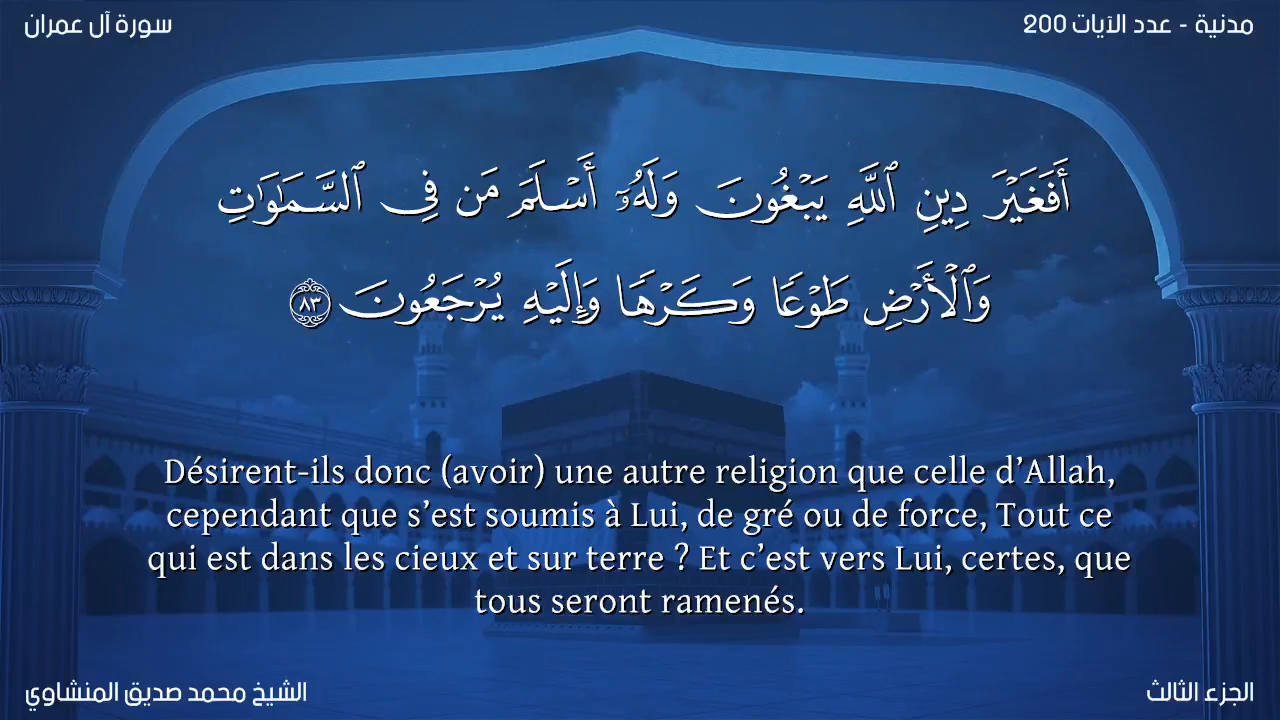 مدنية - عدد الآيات 200
سورة آل عمران
أَفَغَيْرَ دِينِ ٱللَّهِ يَبْغُونَ وَلَهُۥٓ أَسْلَمَ مَن فِى ٱلسَّمَـٰوَٰتِ
وَٱلْأَرْضِ طَوْعًا وَكَرْهًا وَإِلَيْهِ يُرْجَعُونَ ٨٣
Désirent-ils donc (avoir) une autre religion que celle d’Allah,
cependant que s’est soumis à Lui, de gré ou de force, Tout ce
qui est dans les cieux et sur terre ? Et c’est vers Lui, certes, que
tous seront ramenés.
الجزء الثالث
الشيخ محمد صديق المنشاوي